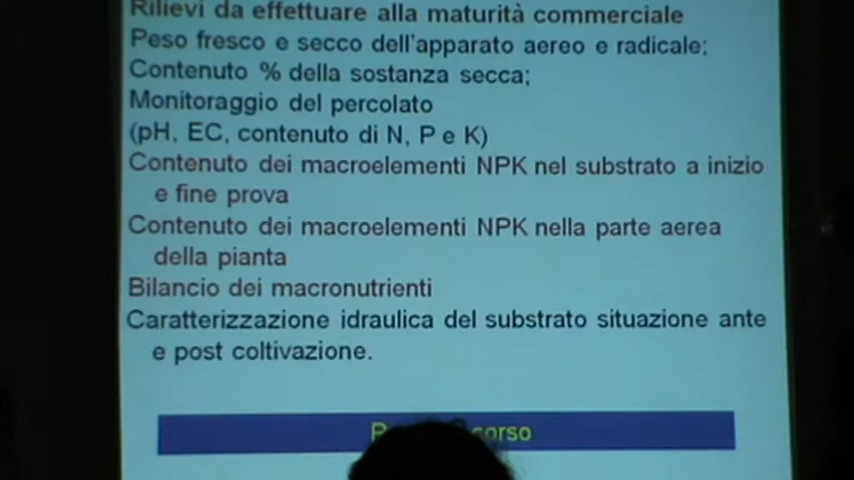 Rilievi da effettuare alla maturità commerciale
Peso fresco e secco dell'apparato aereo e radicale;
Contenuto % della sostanza secca;
Monitoraggio del percolato
(pH, EC, contenuto di N, P e K)
Contenuto dei macroelementi NPK nel substrato a inizio
e fine prova
Contenuto dei macroelementi NPK nella parte aerea
della pianta
Bilancio dei macronutrienti
Caratterizzazione idraulica del substrato situazione ante
e post coltivazione.
corso